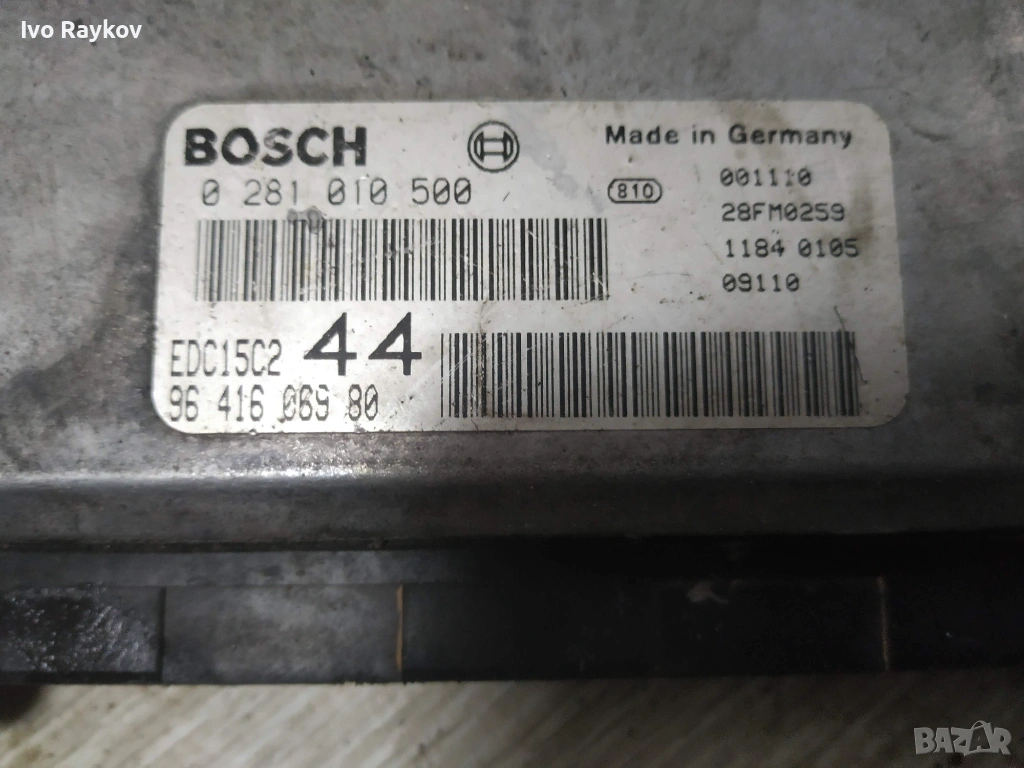 Ivo Raykov
BOSCH
Made in Germany
0 281 010 500
810
001110
28FM0259
1184 0105
09110
EDC15C2 44
96 416 069 80
BAZAR